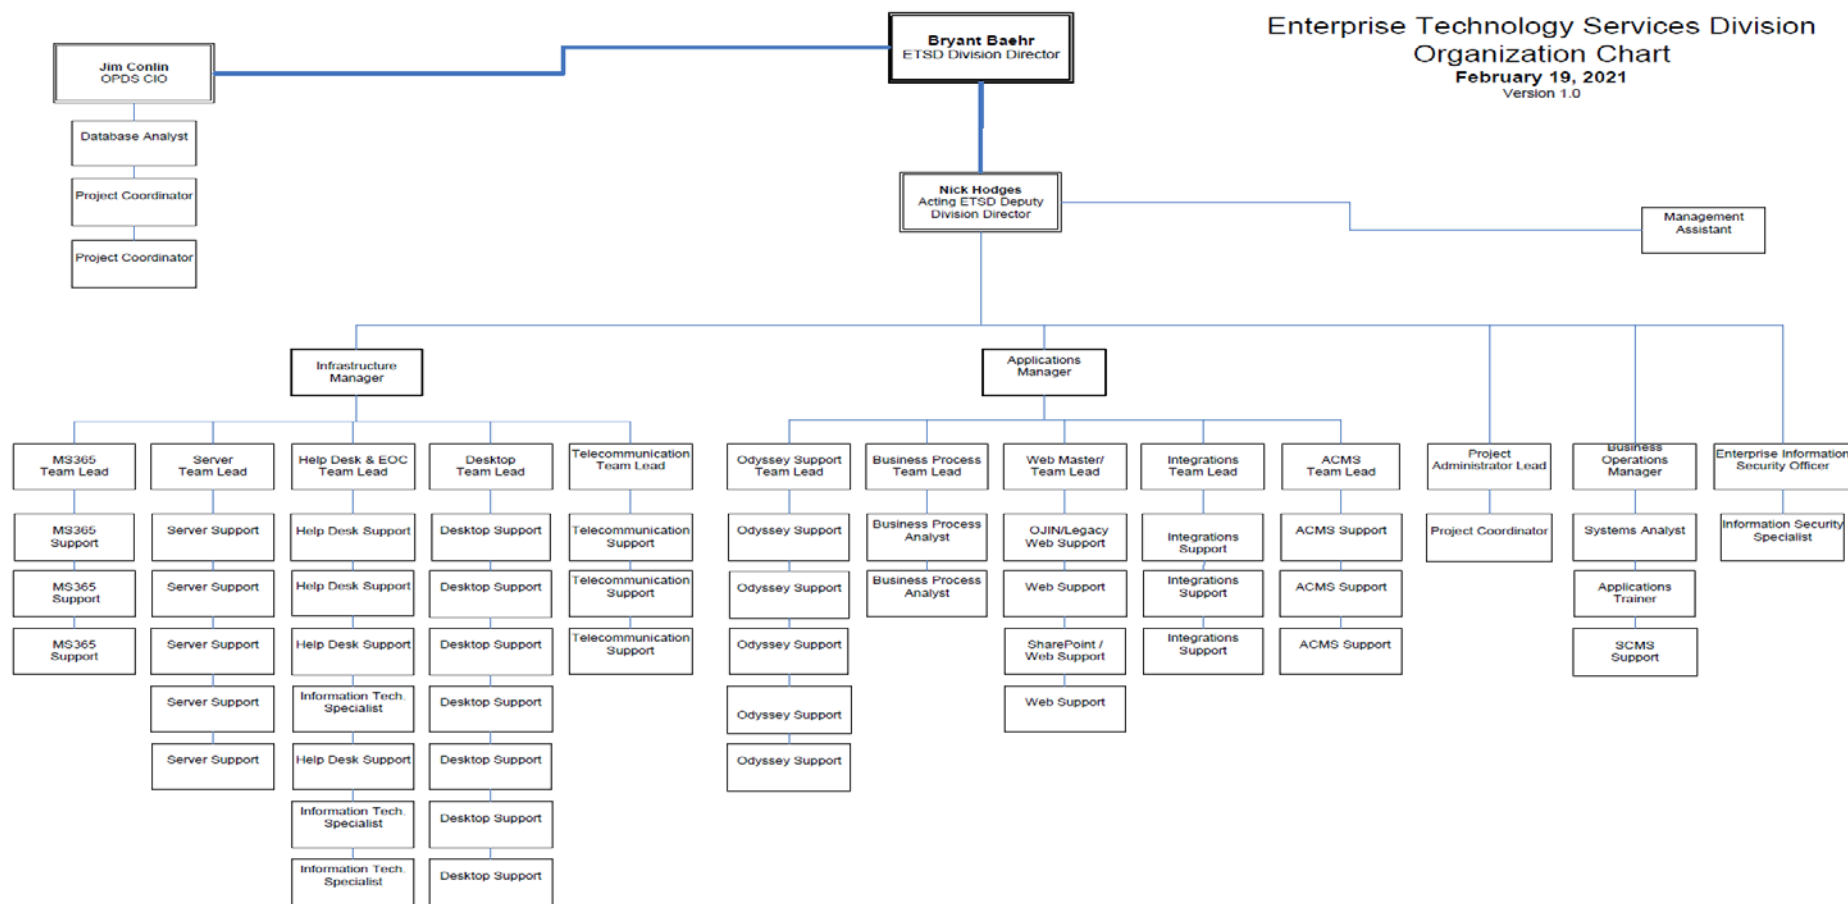 Enterprise Technology Services Division
Organization Chart
February 19, 2021
Version 1.0
Bryant Baehr
ETSD Division Director
Jim Conlin
OPDS CIO
Database Analyst
Project Coordinator
Project Coordinator
Nick Hodges
Acting ETSD Deputy
Division Director
Management
Assistant
Infrastructure
Manager
Applications
Manager
MS365
Team Lead
MS365
Support
MS365
Support
MS365
Support
Server
Team Lead
Server Support
Server Support
Server Support
Server Support
Server Support
Help Desk & EOC
Team Lead
Help Desk Support
Help Desk Support
Help Desk Support
Information Tech.
Specialist
Help Desk Support
Information Tech.
Specialist
Information Tech.
Specialist
Desktop
Team Lead
Desktop Support
Desktop Support
Desktop Support
Desktop Support
Desktop Support
Desktop Support
Desktop Support
Telecommunication
Team Lead
Telecommunication
Support
Telecommunication
Support
Telecommunication
Support
Odyssey Support
Team Lead
Odyssey Support
Odyssey Support
Odyssey Support
Odyssey Support
Odyssey Support
Business Process
Team Lead
Business Process
Analyst
Business Process
Analyst
Web Master/
Team Lead
OJIN/Legacy
Web Support
Web Support
SharePoint /
Web Support
Web Support
Integrations
Team Lead
Integrations
Support
Integrations
Support
Integrations
Support
ACMS
Team Lead
ACMS Support
ACMS Support
ACMS Support
Project
Administrator Lead
Project Coordinator
Business
Operations
Manager
Systems Analyst
Applications
Trainer
SCMS
Support
Enterprise Information
Security Officer
Information Security
Specialist